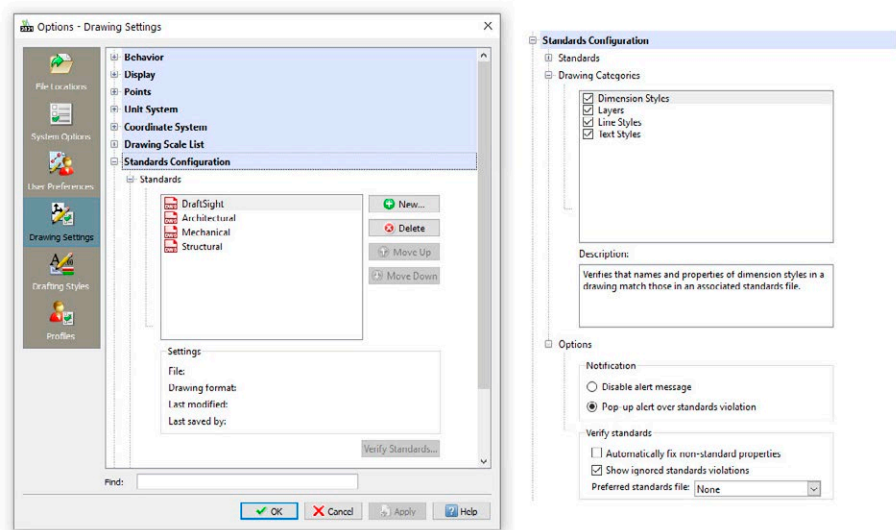 2021 Options - Drawing Settings
File Locations
System Options
User Preferences
Drawing Settings
Drafting Styles
Profiles
Behavior
Display
Points
Unit System
Coordinate System
Drawing Scale List
Standards Configuration
Standards
DraftSight
Architectural
Mechanical
Structural
New...
Delete
Move Up
Move Down
Settings
File:
Drawing format:
Last modified:
Last saved by:
Verify Standards...
Find:
OK
Cancel
Apply
Help
Standards Configuration
Standards
Drawing Categories
Dimension Styles
Layers
Line Styles
Text Styles
Description:
Verifies that names and properties of dimension styles in a
drawing match those in an associated standards file.
Options
Notification
Disable alert message
Pop-up alert over standards violation
Verify standards
Automatically fix non-standard properties
Show ignored standards violations
Preferred standards file: None